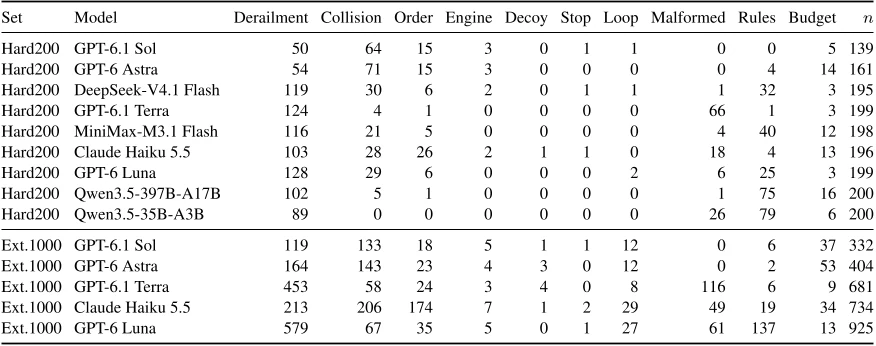 Set Model Derailment Collision Order Engine Decoy Stop Loop Malformed Rules Budget n
Hard200 GPT-6.1 Sol 50 64 15 3 0 1 1 0 0 5 139
Hard200 GPT-6 Astra 54 71 15 3 0 0 0 0 4 14 161
Hard200 DeepSeek-V4.1 Flash 119 30 6 2 0 1 1 1 32 3 195
Hard200 GPT-6.1 Terra 124 4 1 0 0 0 0 66 1 3 199
Hard200 MiniMax-M3.1 Flash 116 21 5 0 0 0 0 4 40 12 198
Hard200 Claude Haiku 5.5 103 28 26 2 1 1 0 18 4 13 196
Hard200 GPT-6 Luna 128 29 6 0 0 0 2 6 25 3 199
Hard200 Qwen3.5-397B-A17B 102 5 1 0 0 0 0 1 75 16 200
Hard200 Qwen3.5-35B-A3B 89 0 0 0 0 0 0 26 79 6 200
Ext.1000 GPT-6.1 Sol 119 133 18 5 1 1 12 0 6 37 332
Ext.1000 GPT-6 Astra 164 143 23 4 3 0 12 0 2 53 404
Ext.1000 GPT-6.1 Terra 453 58 24 3 4 0 8 116 6 9 681
Ext.1000 Claude Haiku 5.5 213 206 174 7 1 2 29 49 19 34 734
Ext.1000 GPT-6 Luna 579 67 35 5 0 1 27 61 137 13 925